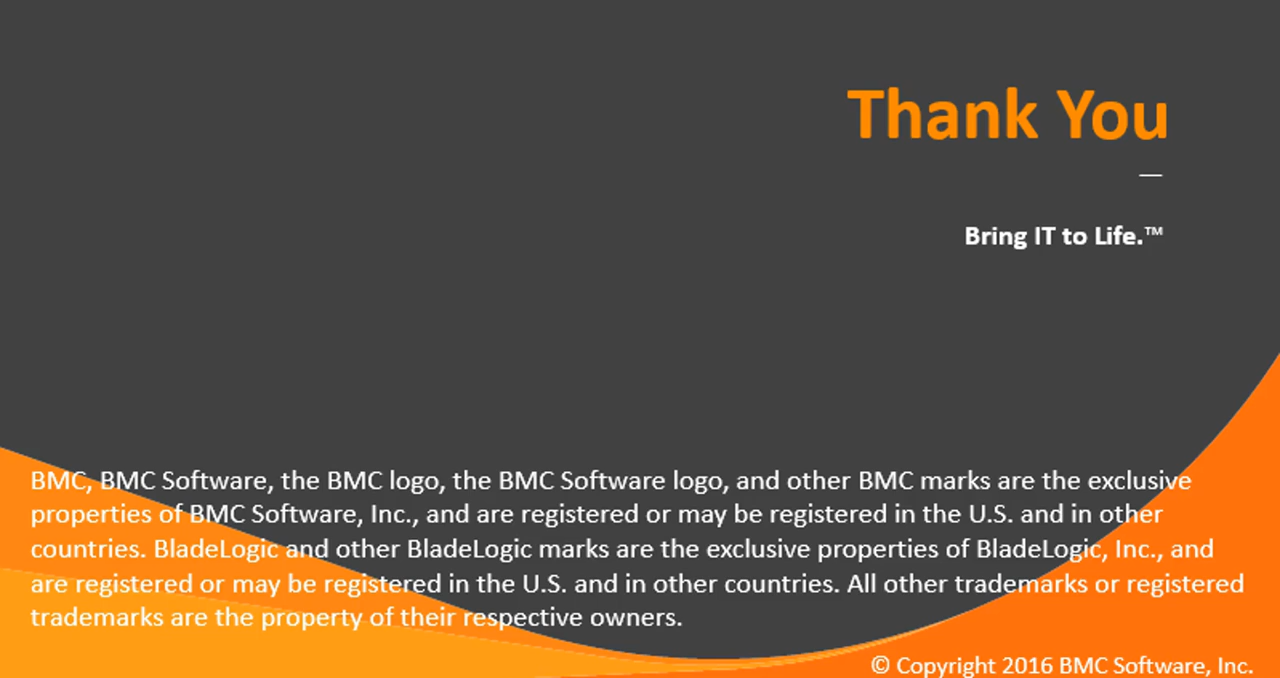 Thank You
—
Bring IT to Life.™
BMC, BMC Software, the BMC logo, the BMC Software logo, and other BMC marks are the exclusive
properties of BMC Software, Inc., and are registered or may be registered in the U.S. and in other
countries. BladeLogic and other BladeLogic marks are the exclusive properties of BladeLogic, Inc., and
are registered or may be registered in the U.S. and in other countries. All other trademarks or registered
trademarks are the property of their respective owners.
© Copyright 2016 BMC Software, Inc.